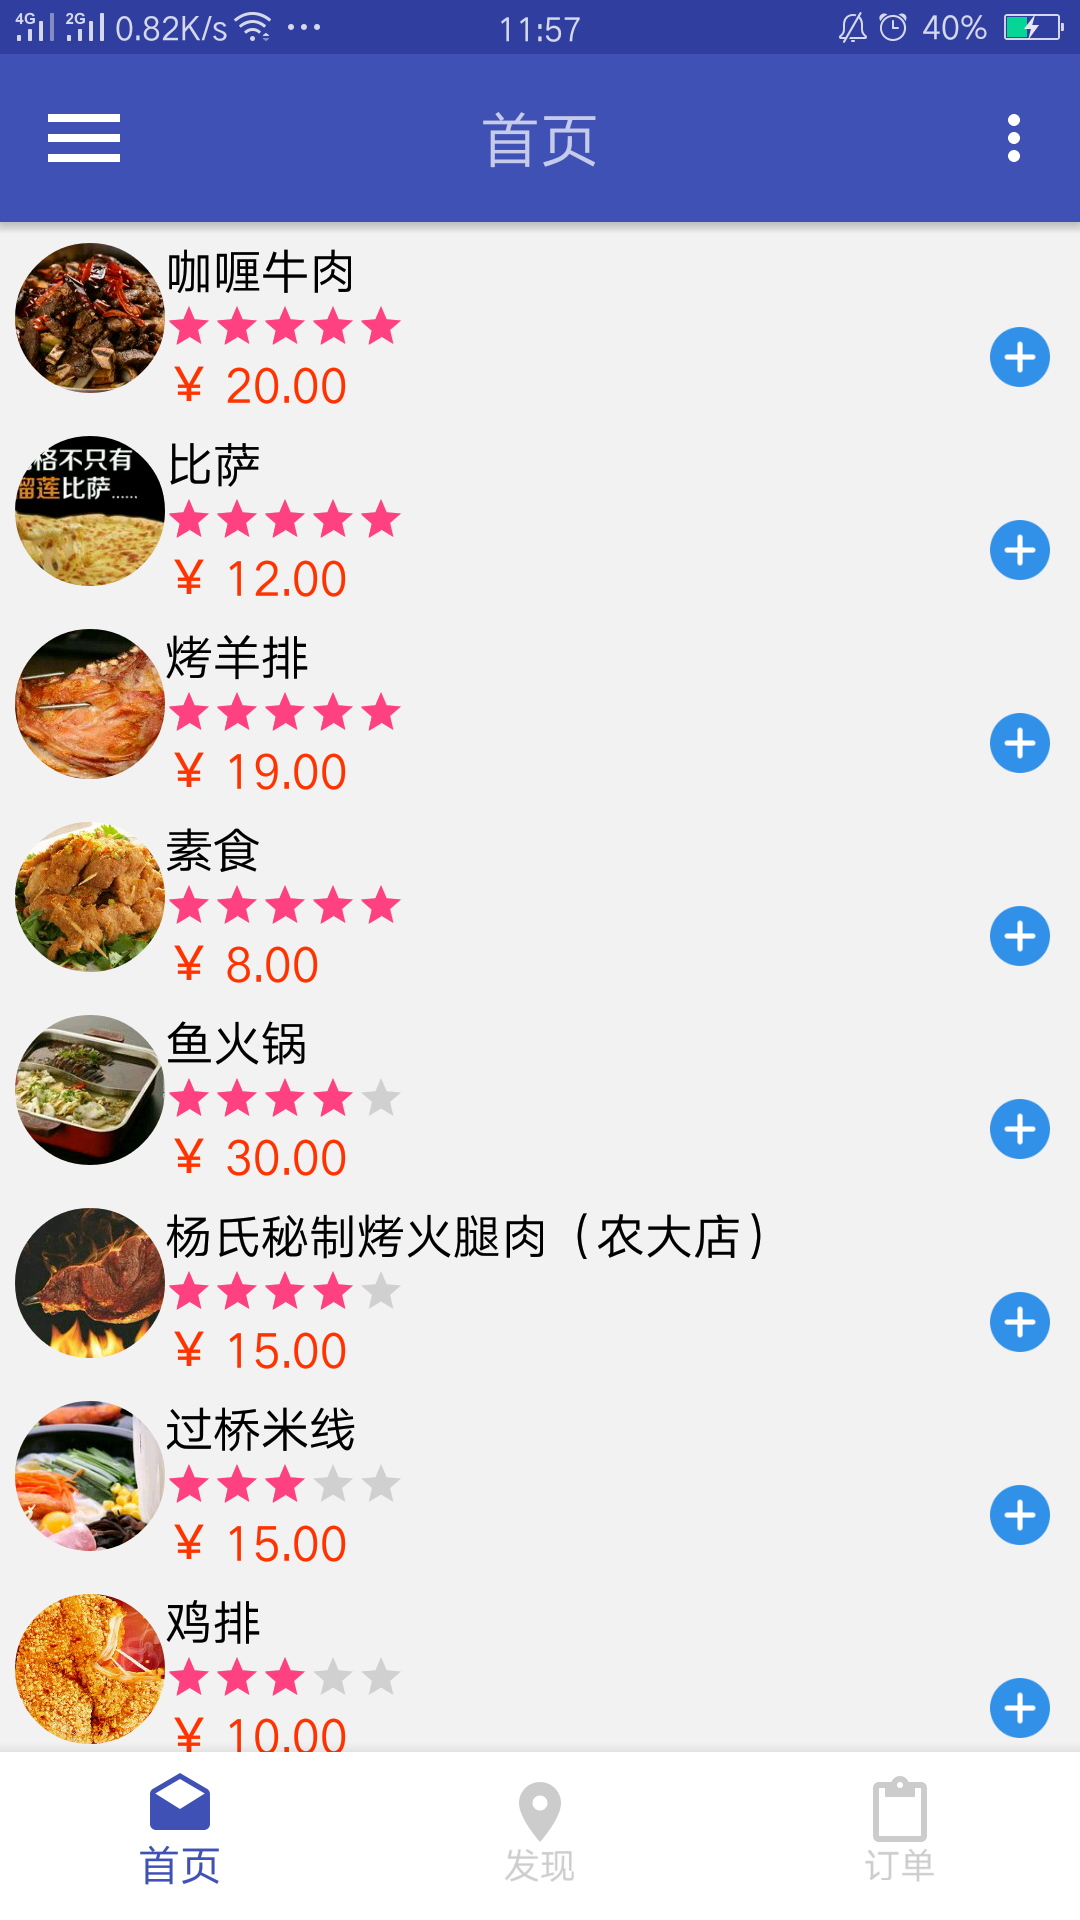 4G 2G 0.82K/s 11:57 40%
首页
咖喱牛肉
¥ 20.00
格不只有
榴莲比萨......
比萨
¥ 12.00
烤羊排
¥ 19.00
素食
¥ 8.00
鱼火锅
¥ 30.00
杨氏秘制烤火腿肉（农大店）
¥ 15.00
过桥米线
¥ 15.00
鸡排
¥ 10.00
首页 发现 订单